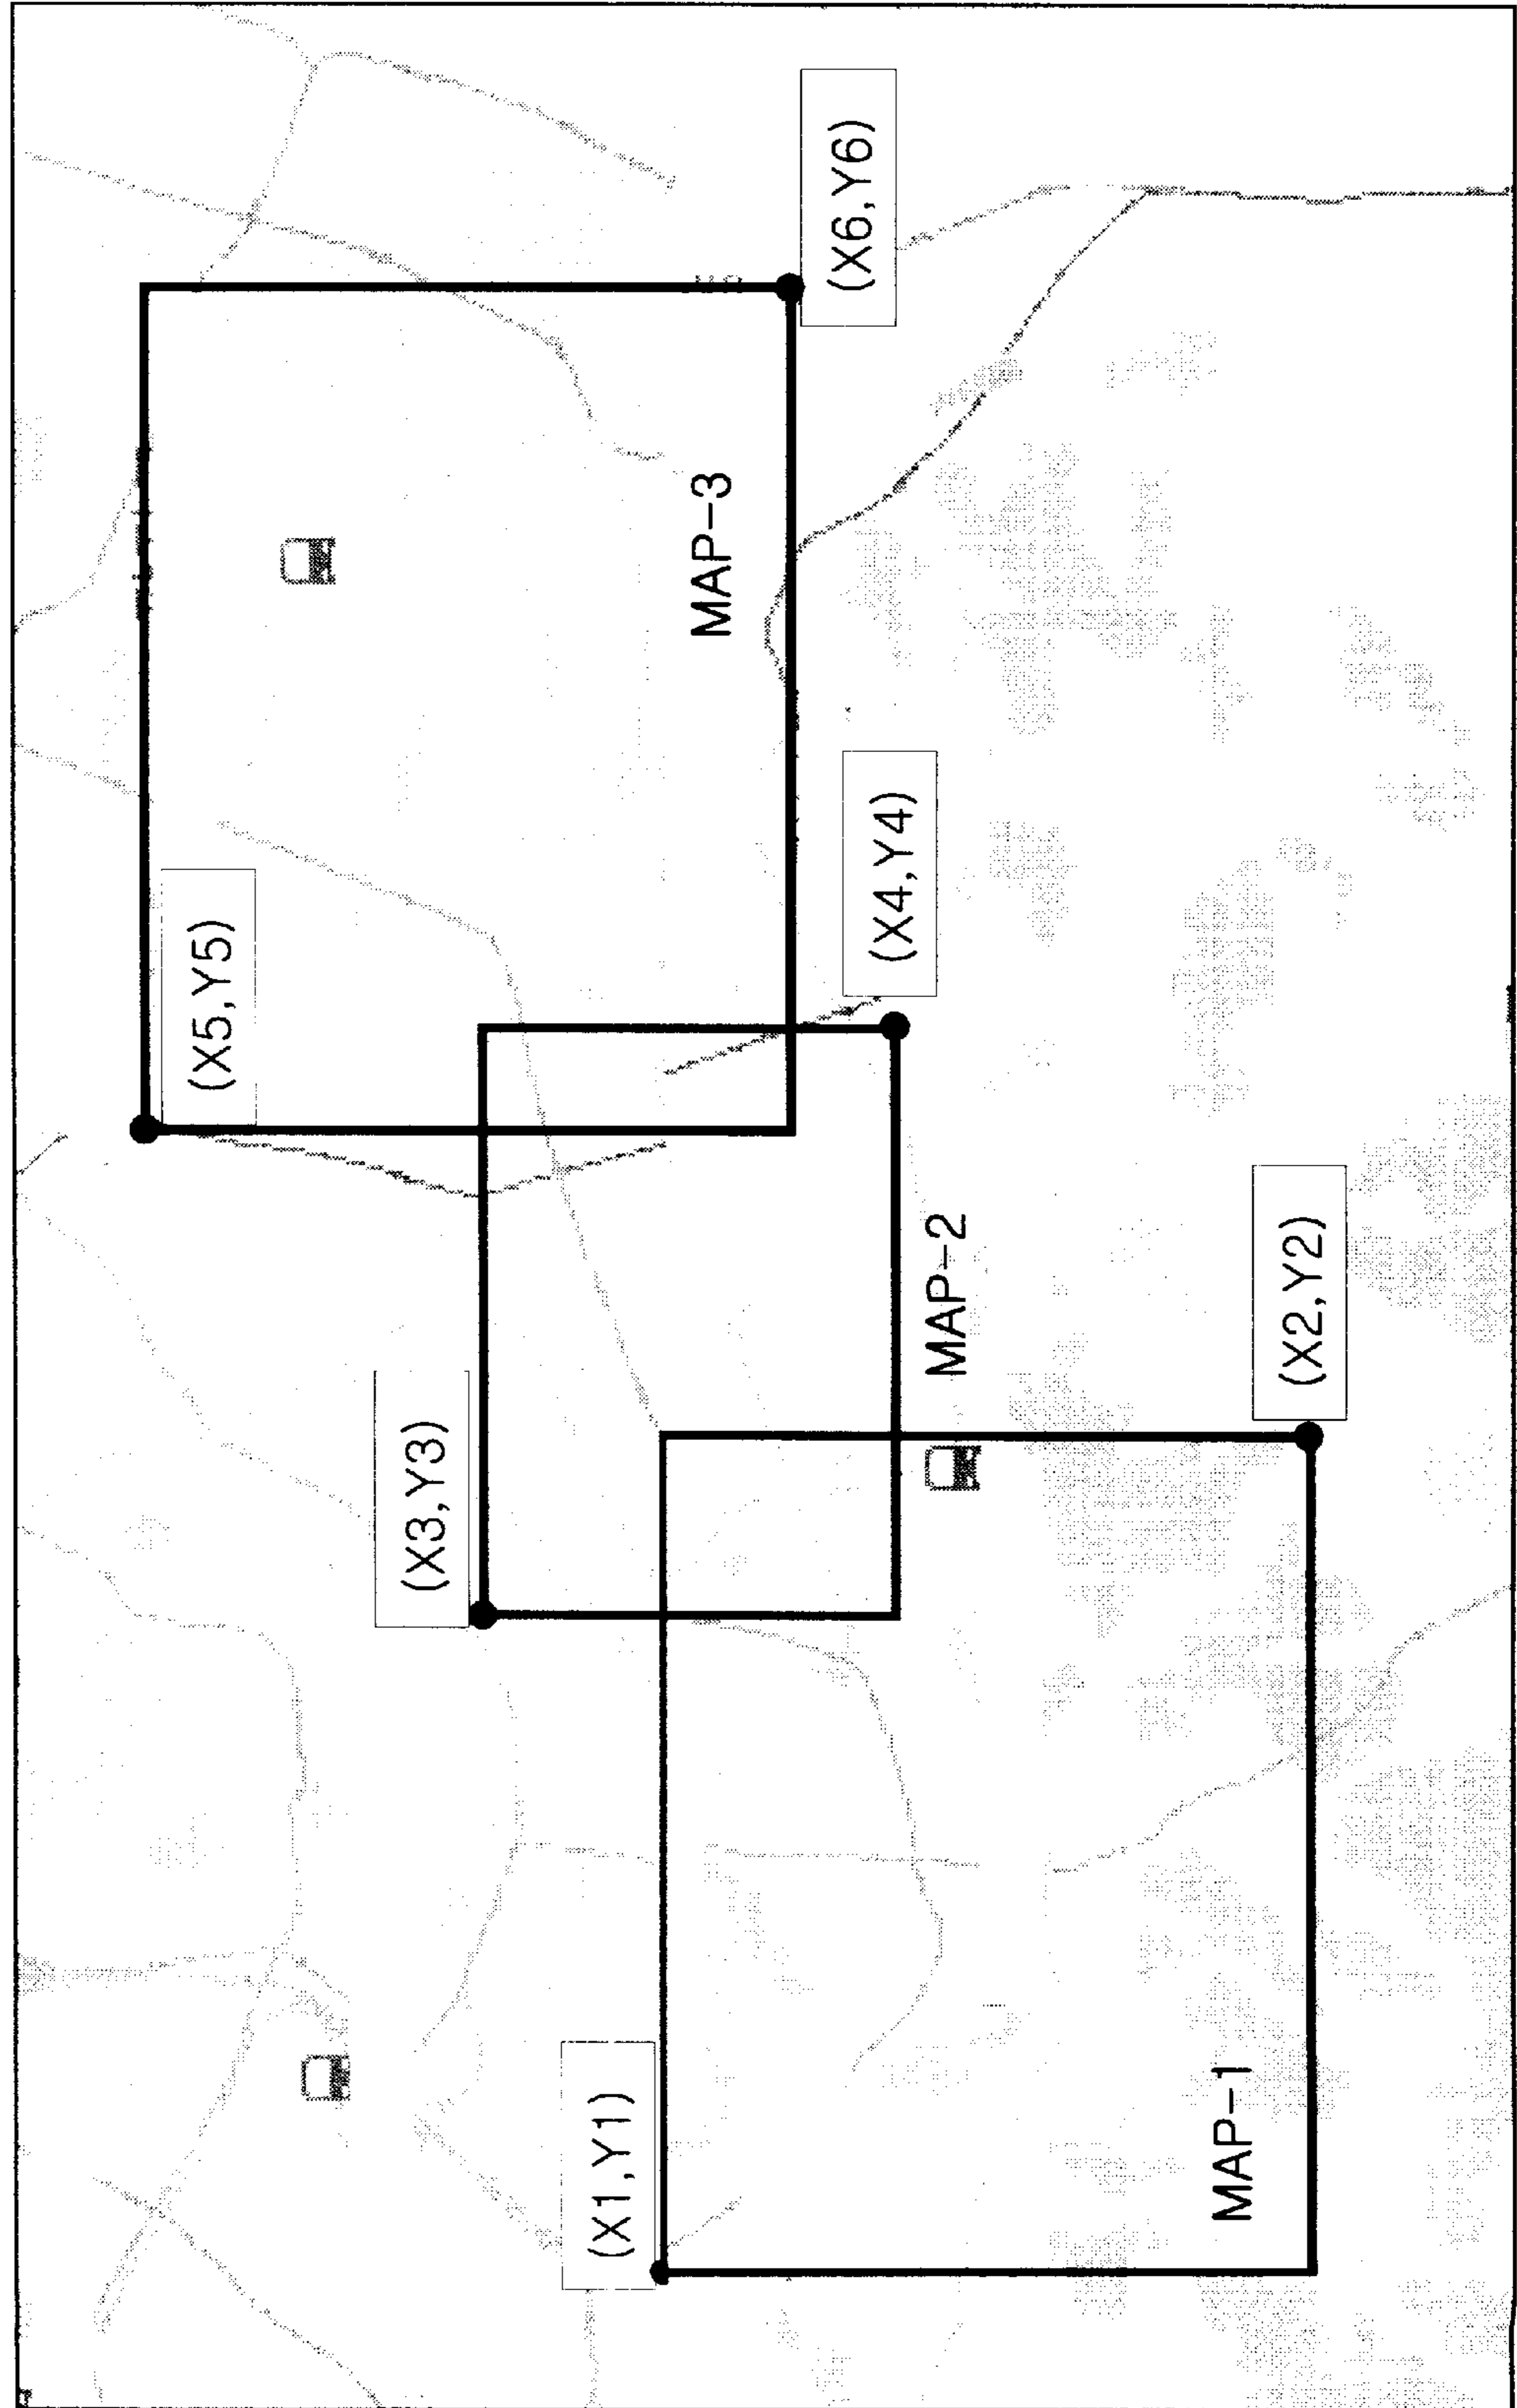 (X1,Y1)
MAP-1
(X2,Y2)
(X3,Y3)
MAP-2
(X4,Y4)
(X5,Y5)
MAP-3
(X6,Y6)